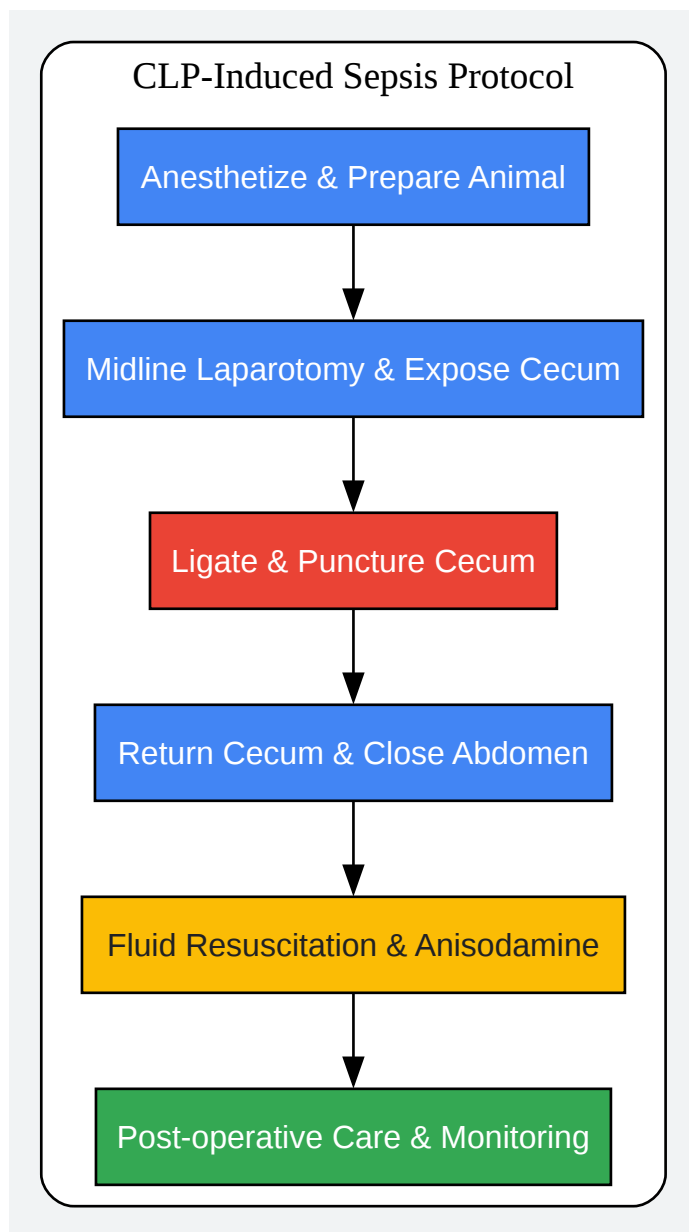 CLP-Induced Sepsis Protocol
Anesthetize & Prepare Animal
Midline Laparotomy & Expose Cecum
Ligate & Puncture Cecum
Return Cecum & Close Abdomen
Fluid Resuscitation & Anisodamine
Post-operative Care & Monitoring